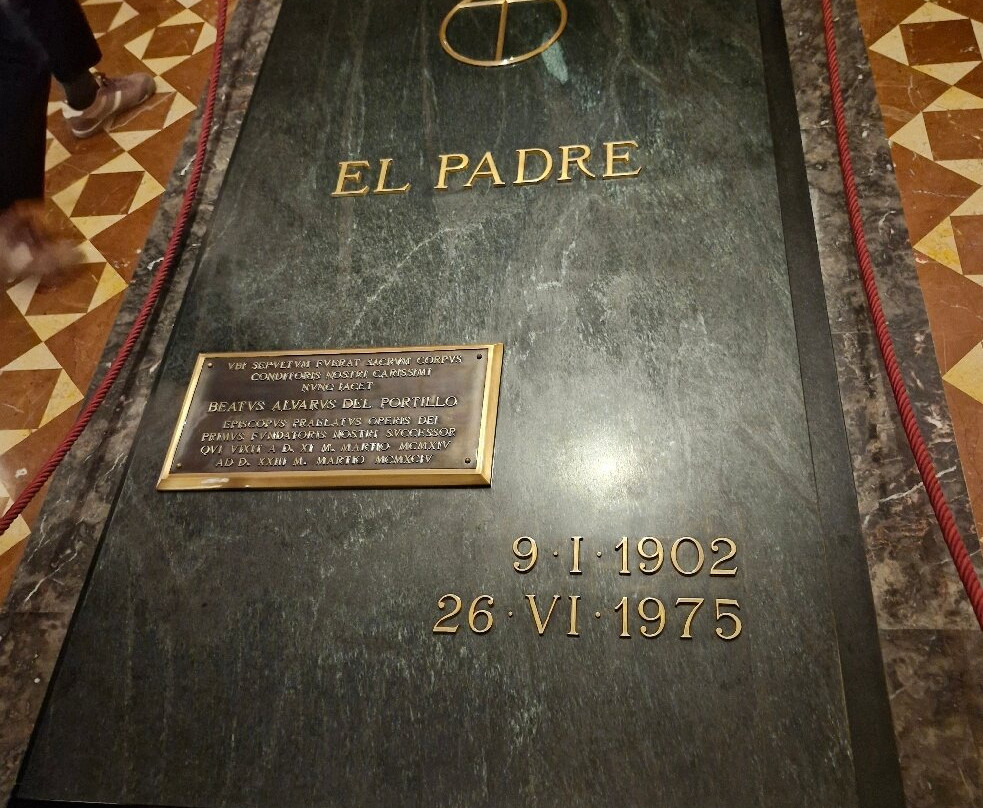 EL PADRE
VBI SEPVLTVM FVERAT SACRVM CORPVS
CONDITORIS NOSTRI CARISSIMI
NVNC IACET
BEATVS ALVARVS DEL PORTILLO
EPISCOPVS PRAELATVS OPERIS DEI
PRIMVS FVNDATORIS NOSTRI SVCCESSOR
QVI VIXIT A D. XI M. MARTIO MCMXIV
AD D. XXIII M. MARTIO MCMXCIV
9·I·1902
26·VI·1975